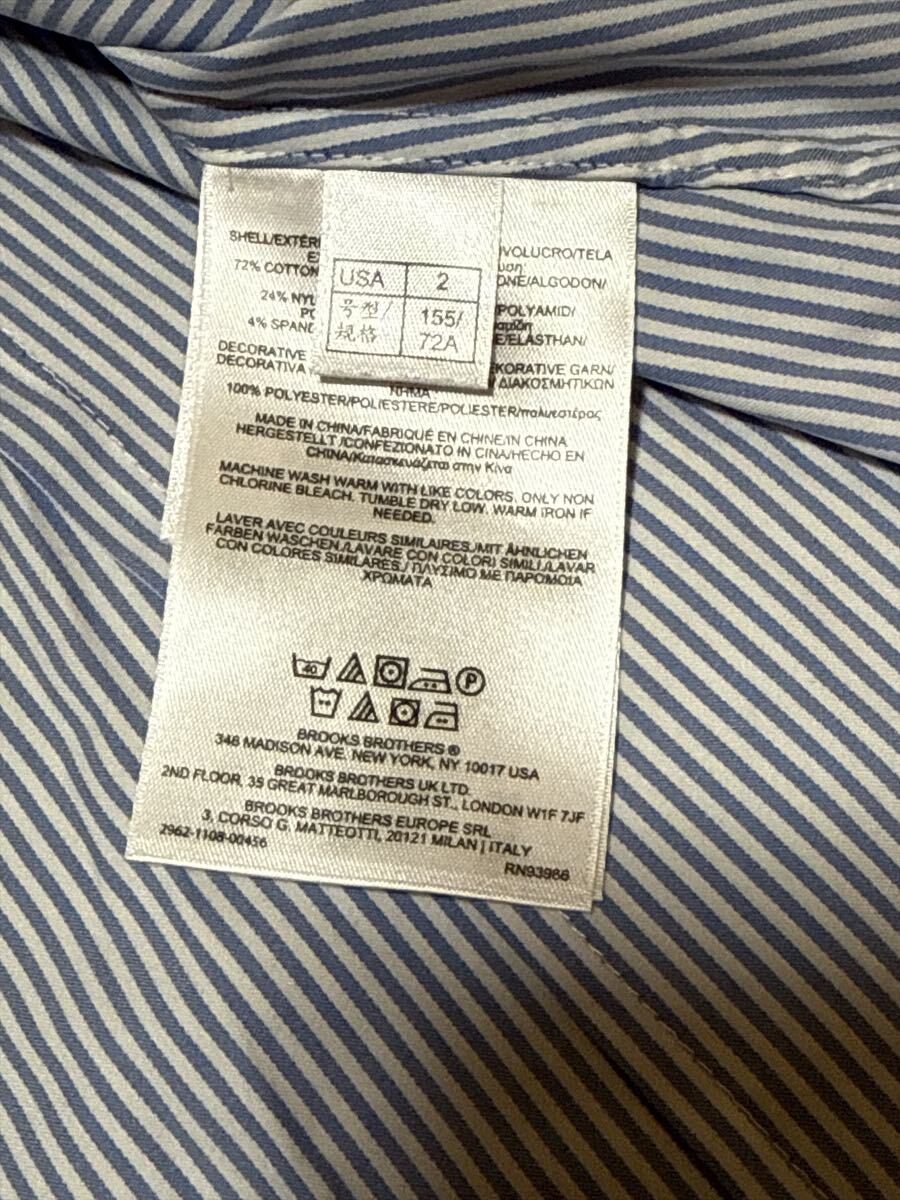 SHELL/EXTÉRI
VOLUCRO/TELA
72% COTTON
ONE/ALGODON/
24% NYL
POLYAMID/
4% SPAND
E/ELASTHAN/
USA 2
号型/ 155/
规格 72A
DECORATIVE
EKORATIVE GARN/
DECORATIVA
ΔΙΑΚΟΣΜΗΤΙΚΩΝ
ΝΗΜΑ
100% POLYESTER/POLIESTERE/POLIESTER/πολυεστέρας
MADE IN CHINA/FABRIQUÉ EN CHINE/IN CHINA
HERGESTELLT /CONFEZIONATO IN CINA/HECHO EN
CHINA/Κατασκευάζεται στην Κίνα
MACHINE WASH WARM WITH LIKE COLORS. ONLY NON
CHLORINE BLEACH. TUMBLE DRY LOW. WARM IRON IF
NEEDED.
LAVER AVEC COULEURS SIMILAIRES./MIT ÄHNLICHEN
FARBEN WASCHEN./LAVARE CON COLORI SIMILI./LAVAR
CON COLORES SIMILARES./ ΠΛΥΣΙΜΟ ΜΕ ΠΑΡΟΜΟΙΑ
ΧΡΩΜΑΤΑ
40 P
BROOKS BROTHERS ®
346 MADISON AVE. NEW YORK, NY 10017 USA
BROOKS BROTHERS UK LTD
2ND FLOOR, 35 GREAT MARLBOROUGH ST., LONDON W1F 7JF
BROOKS BROTHERS EUROPE SRL
3, CORSO G. MATTEOTTI, 20121 MILAN | ITALY
2962-1108-00456
RN93986